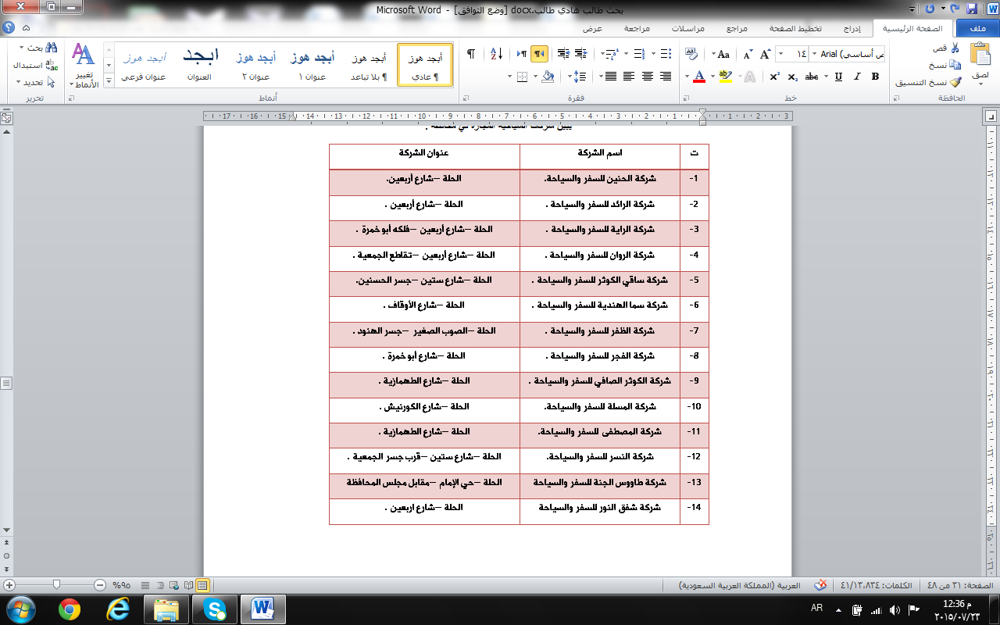 بحث طالب هادي طالب.docx [وضع التوافق] - Microsoft Word
ملف الصفحة الرئيسية إدراج تخطيط الصفحة مراجع مراسلات مراجعة عرض
لصق
قص
نسخ
نسخ التنسيق
الحافظة
ص أساسي) Arial ١٤
خط
فقرة
أبجد هوز أبجد هوز أبجد هوز أبجد هوز أبجد أبجد هوز
¶ عادي ¶ بلا تباعد عنوان ١ عنوان ٢ العنوان عنوان فرعي
تغيير الأنماط
أنماط
بحث
استبدال
تحديد
تحرير
ت اسم الشركة عنوان الشركة
1- شركة الحنين للسفر والسياحة. الحلة –شارع أربعين.
2- شركة الرائد للسفر والسياحة . الحلة –شارع أربعين .
3- شركة الراية للسفر والسياحة . الحلة –شارع أربعين –فلكه أبو خمرة .
4- شركة الروان للسفر والسياحة . الحلة –شارع أربعين –تقاطع الجمعية .
5- شركة ساقي الكوثر للسفر والسياحة . الحلة –شارع ستين –جسر الحسنين.
6- شركة سما الهندية للسفر والسياحة . الحلة –شارع الأوقاف .
7- شركة الظفر للسفر والسياحة . الحلة –الصوب الصغير –جسر الهنود .
8- شركة الفجر للسفر والسياحة . الحلة –شارع أبو خمرة .
9- شركة الكوثر الصافي للسفر والسياحة . الحلة –شارع الطهمازية .
10- شركة المسلة للسفر والسياحة. الحلة –شارع الكورنيش .
11- شركة المصطفى للسفر والسياحة. الحلة –شارع الطهمازية .
12- شركة النسر للسفر والسياحة. الحلة –شارع ستين –قرب جسر الجمعية .
13- شركة طاووس الجنة للسفر والسياحة الحلة –حي الإمام –مقابل مجلس المحافظة
14- شركة شفق النور للسفر والسياحة الحلة –شارع اربعين .
الصفحة: ٣١ من ٤٨ الكلمات: ٤١/١٣،٨٣٤ العربية (المملكة العربية السعودية) ٩٥%
AR
12:36 م
٢٠١٥/٠٧/٢٣